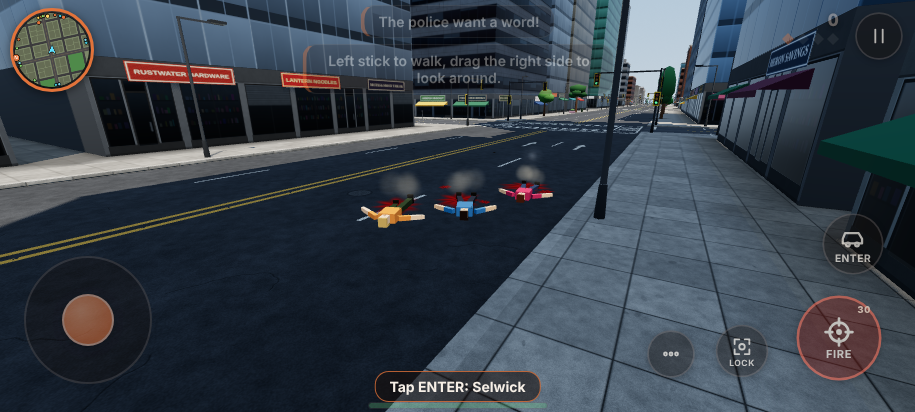 The police want a word!
0
Left stick to walk, drag the right side to
look around.
RUSTWATER HARDWARE
LANTERN NOODLES
HERON SAVINGS
ENTER
30
FIRE
LOCK
Tap ENTER: Selwick